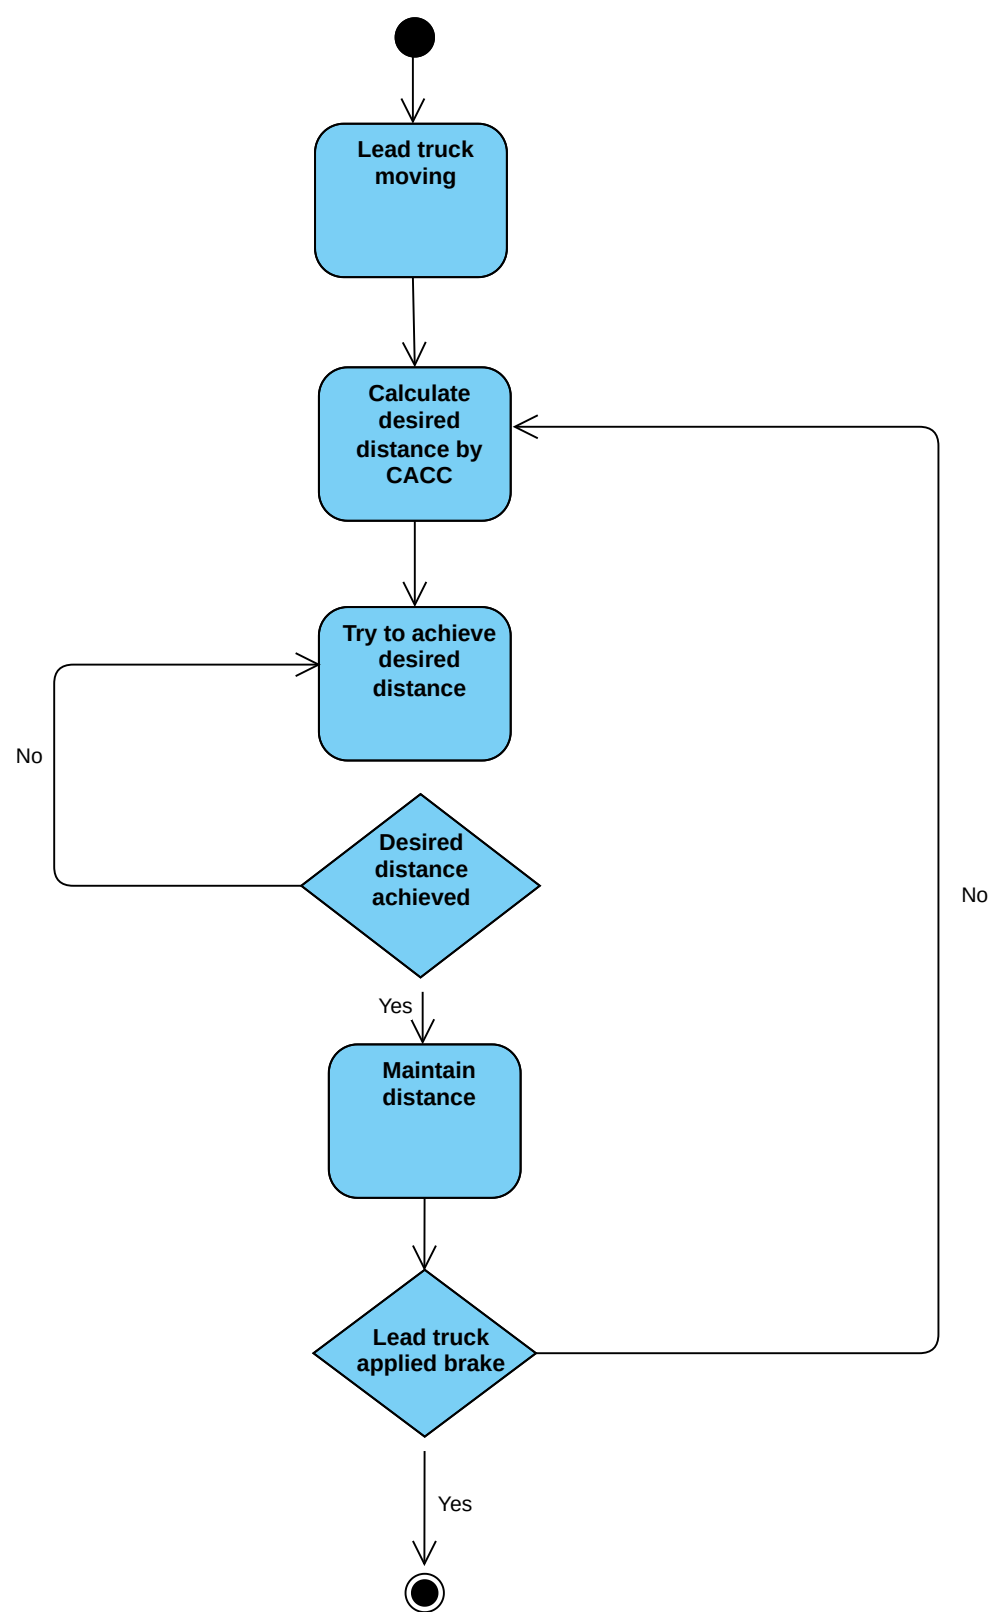 Lead truck
moving
Calculate
desired
distance by
CACC
Try to achieve
desired
distance
No
Desired
distance
achieved
No
Yes
Maintain
distance
Lead truck
applied brake
Yes